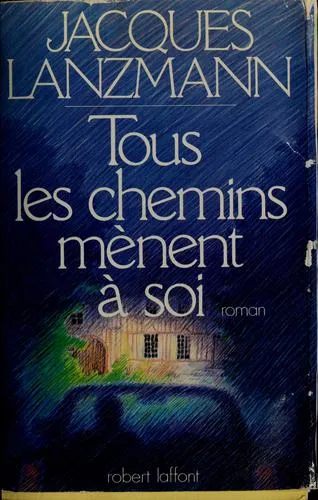 JACQUES
LANZMANN
Tous
les chemins
mènent
à soi
roman
robert laffont